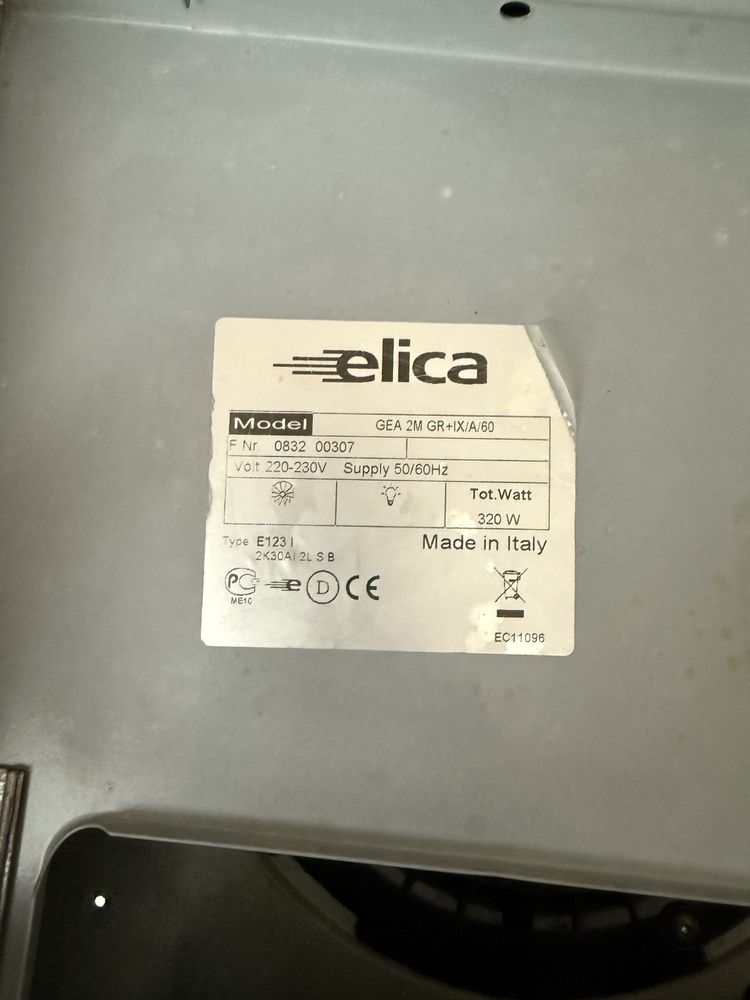 elica
Model GEA 2M GR+IX/A/60
F Nr. 0832 00307
Volt 220-230V Supply 50/60Hz
Tot.Watt
320 W
Type E123 I
2K30AI 2L S B
Made in Italy
PC e D CE
ME10
EC11096